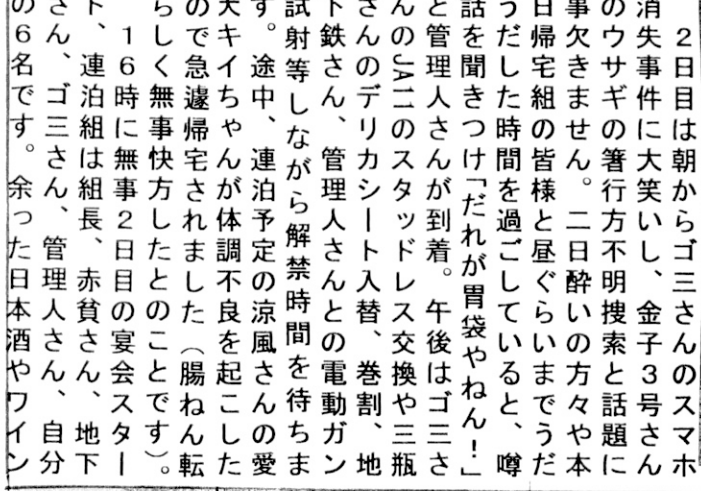 ２日目は朝からゴ三さんのスマホ
消失事件に大笑いし、金子３号さん
のウサギの箸行方不明捜索と話題に
事欠きません。二日酔いの方々や本
日帰宅組の皆様と昼ぐらいまでうだ
うだした時間を過ごしていると、噂
話を聞きつけ「だれが胃袋やねん！」
と管理人さんが到着。午後はゴ三さ
んのJA11のスタッドレス交換や三瓶
さんのデリカシート入替、巻割、地
下鉄さん、管理人さんとの電動ガン
試射等しながら解禁時間を待ちま
す。途中、連泊予定の涼風さんの愛
犬キイちゃんが体調不良を起こした
ので急遽帰宅されました（腸ねん転
らしく無事快方したとのことです）。
１６時に無事２日目の宴会スター
ト、連泊組は組長、赤貧さん、地下
さん、ゴ三さん、管理人さん、自分
の６名です。余った日本酒やワイン